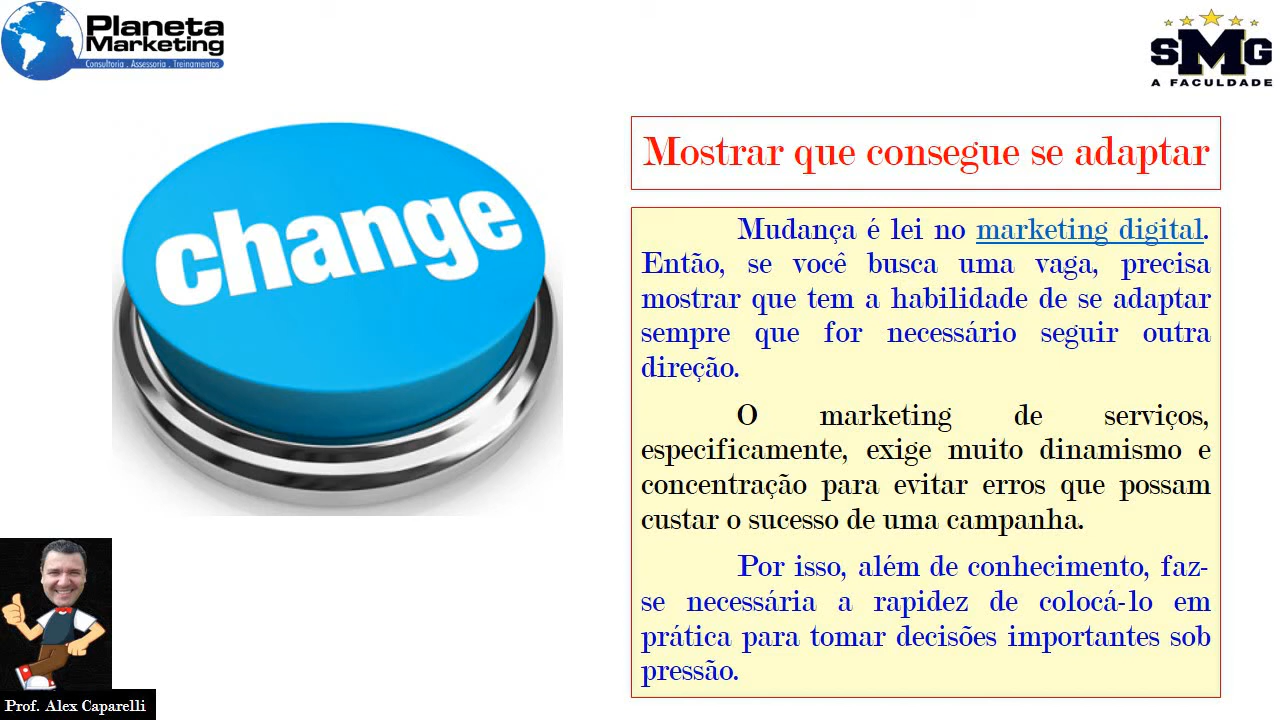 Planeta
Marketing
Consultoria . Assessoria . Treinamentos
SMG
A FACULDADE
change
Mostrar que consegue se adaptar
Mudança é lei no marketing digital.
Então, se você busca uma vaga, precisa
mostrar que tem a habilidade de se adaptar
sempre que for necessário seguir outra
direção.
O marketing de serviços,
especificamente, exige muito dinamismo e
concentração para evitar erros que possam
custar o sucesso de uma campanha.
Por isso, além de conhecimento, faz-
se necessária a rapidez de colocá-lo em
prática para tomar decisões importantes sob
pressão.
Prof. Alex Caparelli